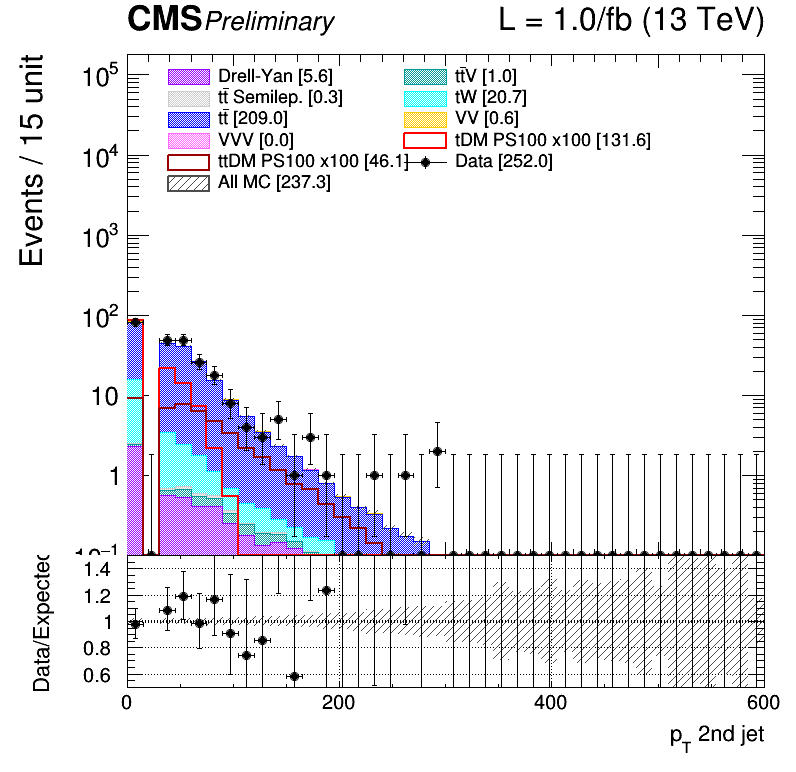 CMS Preliminary L = 1.0/fb (13 TeV)
Events / 15 unit
10⁵
10⁴
10³
10²
10
1
10⁻¹
Drell-Yan [5.6] tt̄V [1.0]
tt̄ Semilep. [0.3] tW [20.7]
tt̄ [209.0] VV [0.6]
VVV [0.0] tDM PS100 x100 [131.6]
ttDM PS100 x100 [46.1] Data [252.0]
All MC [237.3]
Data/Expected
1.4
1.2
1
0.8
0.6
0 200 400 600
p_T 2nd jet